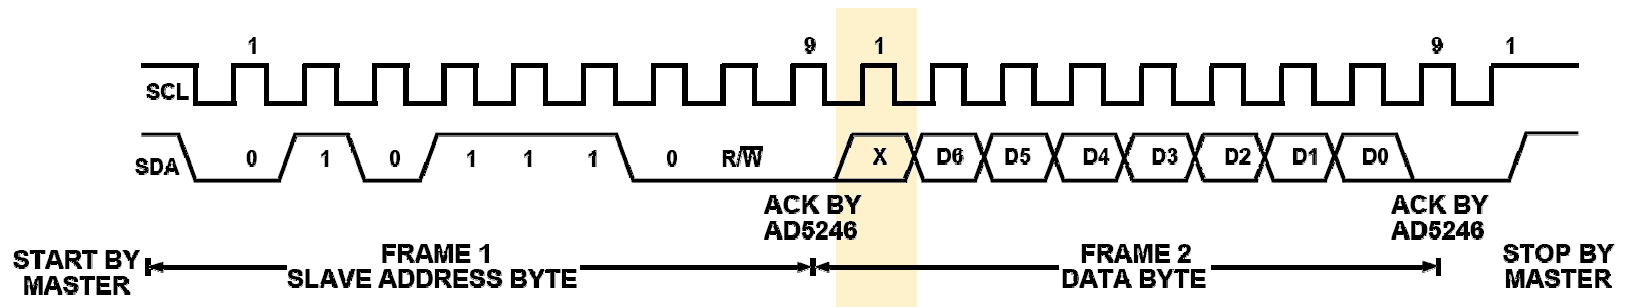 1 9 1 9 1
SCL
SDA 0 1 0 1 1 1 0 R/W̅ X D6 D5 D4 D3 D2 D1 D0
ACK BY
AD5246
ACK BY
AD5246
START BY
MASTER
FRAME 1
SLAVE ADDRESS BYTE
FRAME 2
DATA BYTE
STOP BY
MASTER